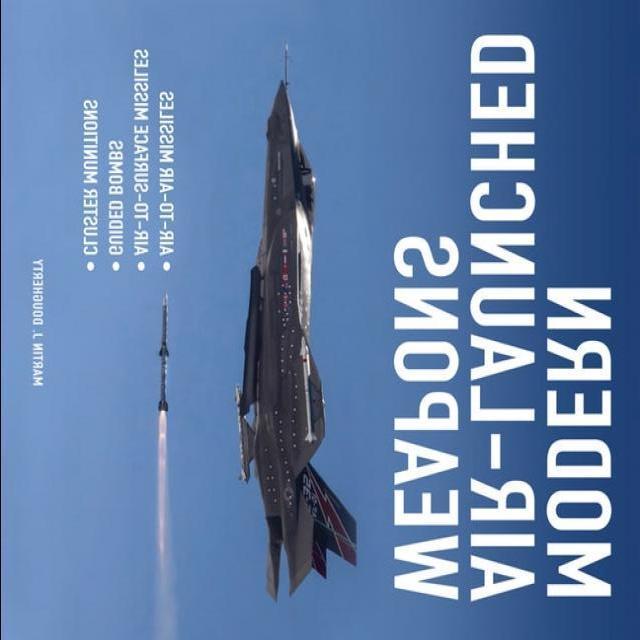 MODERN
AIR-LAUNCHED
WEAPONS
• AIR-TO-AIR MISSILES
• AIR-TO-SURFACE MISSILES
• GUIDED BOMBS
• CLUSTER MUNITIONS
MARTIN J. DOUGHERTY